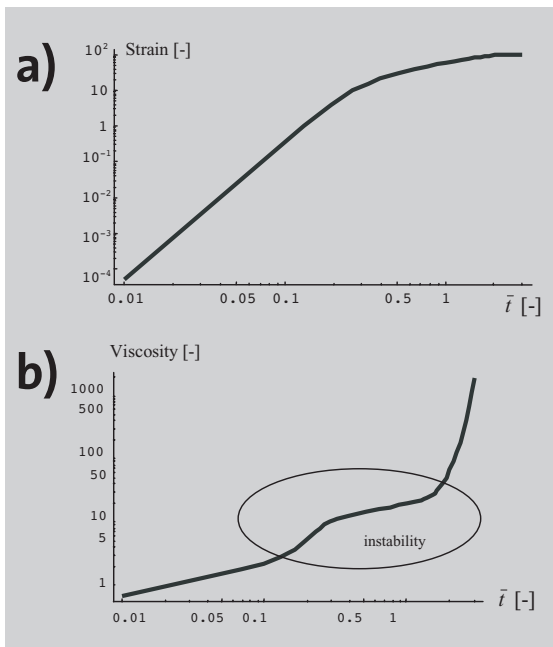 a)
Strain [-]
10²
10
1
10⁻¹
10⁻²
10⁻³
10⁻⁴
0.01 0.05 0.1 0.5 1
t̄ [-]
b)
Viscosity [-]
1000
500
100
50
10
5
1
instability
0.01 0.05 0.1 0.5 1
t̄ [-]